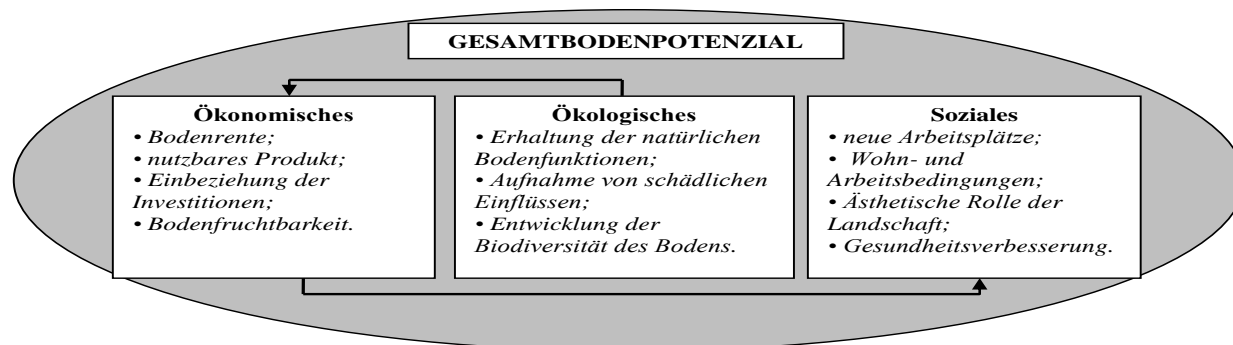 GESAMTBODENPOTENZIAL
Ökonomisches
• Bodenrente;
• nutzbares Produkt;
• Einbeziehung der
Investitionen;
• Bodenfruchtbarkeit.
Ökologisches
• Erhaltung der natürlichen
Bodenfunktionen;
• Aufnahme von schädlichen
Einflüssen;
• Entwicklung der
Biodiversität des Bodens.
Soziales
• neue Arbeitsplätze;
• Wohn- und
Arbeitsbedingungen;
• Ästhetische Rolle der
Landschaft;
• Gesundheitsverbesserung.